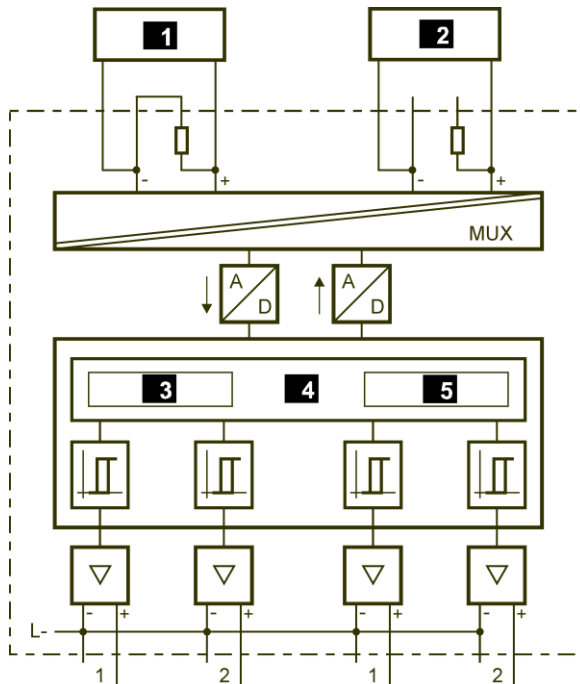 1 2
- + - +
MUX
A D A D
3 4 5
- + - + - + - +
L-
1 2 1 2